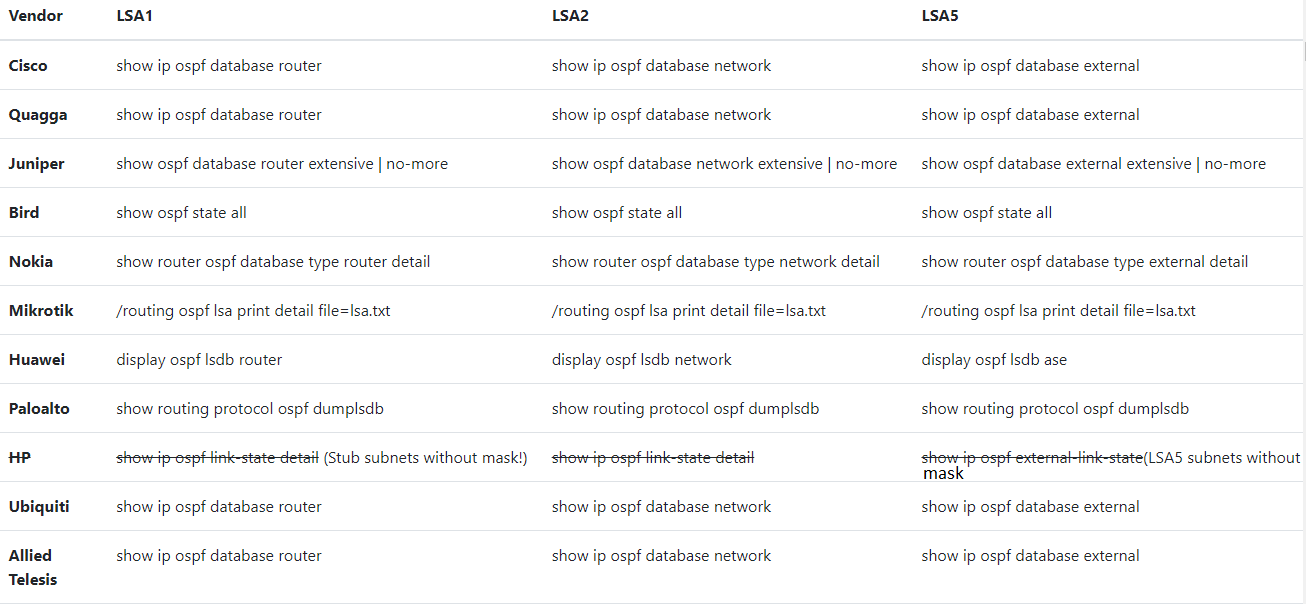 Vendor LSA1 LSA2 LSA5
Cisco show ip ospf database router show ip ospf database network show ip ospf database external
Quagga show ip ospf database router show ip ospf database network show ip ospf database external
Juniper show ospf database router extensive | no-more show ospf database network extensive | no-more show ospf database external extensive | no-more
Bird show ospf state all show ospf state all show ospf state all
Nokia show router ospf database type router detail show router ospf database type network detail show router ospf database type external detail
Mikrotik /routing ospf lsa print detail file=lsa.txt /routing ospf lsa print detail file=lsa.txt /routing ospf lsa print detail file=lsa.txt
Huawei display ospf lsdb router display ospf lsdb network display ospf lsdb ase
Paloalto show routing protocol ospf dumplsdb show routing protocol ospf dumplsdb show routing protocol ospf dumplsdb
HP show ip ospf link-state detail (Stub subnets without mask!) show ip ospf link-state detail show ip ospf external-link-state(LSA5 subnets without
mask
Ubiquiti show ip ospf database router show ip ospf database network show ip ospf database external
Allied show ip ospf database router show ip ospf database network show ip ospf database external
Telesis